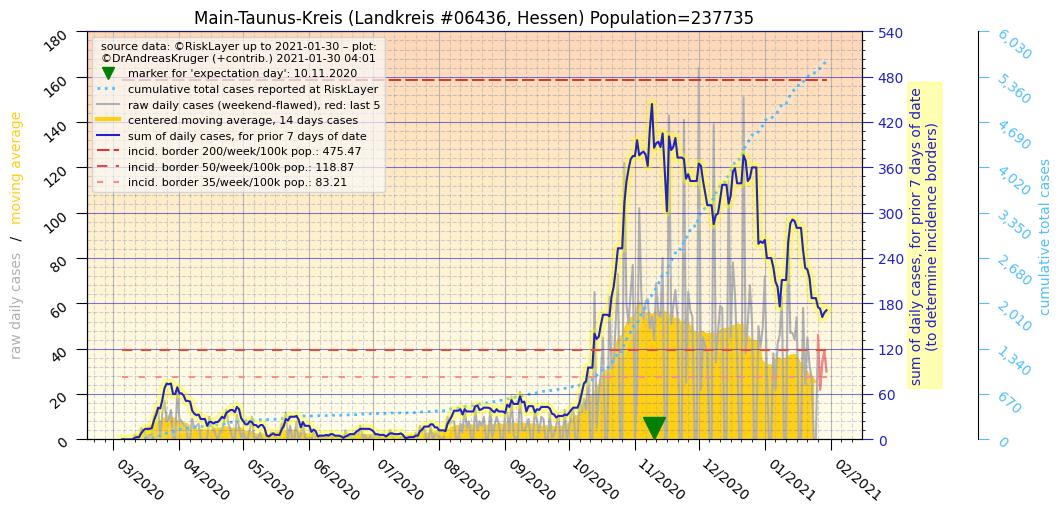 Main-Taunus-Kreis (Landkreis #06436, Hessen) Population=237735
source data: ©RiskLayer up to 2021-01-30 – plot:
©DrAndreasKruger (+contrib.) 2021-01-30 04:01
marker for 'expectation day': 10.11.2020
cumulative total cases reported at RiskLayer
raw daily cases (weekend-flawed), red: last 5
centered moving average, 14 days cases
sum of daily cases, for prior 7 days of date
incid. border 200/week/100k pop.: 475.47
incid. border 50/week/100k pop.: 118.87
incid. border 35/week/100k pop.: 83.21
raw daily cases / moving average
180
160
140
120
100
80
60
40
20
0
03/2020
04/2020
05/2020
06/2020
07/2020
08/2020
09/2020
10/2020
11/2020
12/2020
01/2021
02/2021
540
480
420
360
300
240
180
120
60
0
sum of daily cases, for prior 7 days of date
(to determine incidence borders)
6,030
5,360
4,690
4,020
3,350
2,680
2,010
1,340
670
0
cumulative total cases